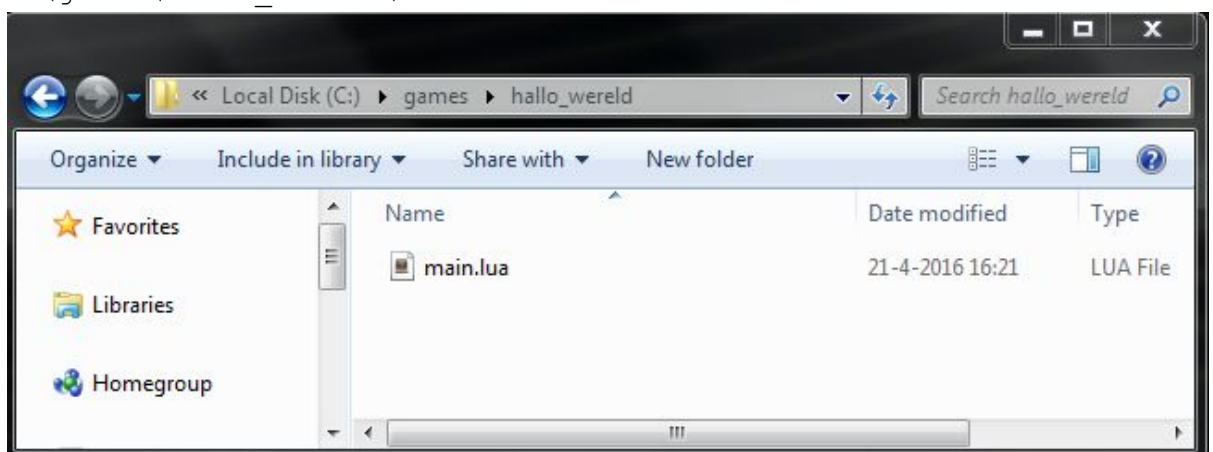 « Local Disk (C:) ▸ games ▸ hallo_wereld Search hallo_wereld
Organize Include in library Share with New folder
Favorites
Libraries
Homegroup
Name Date modified Type
main.lua 21-4-2016 16:21 LUA File